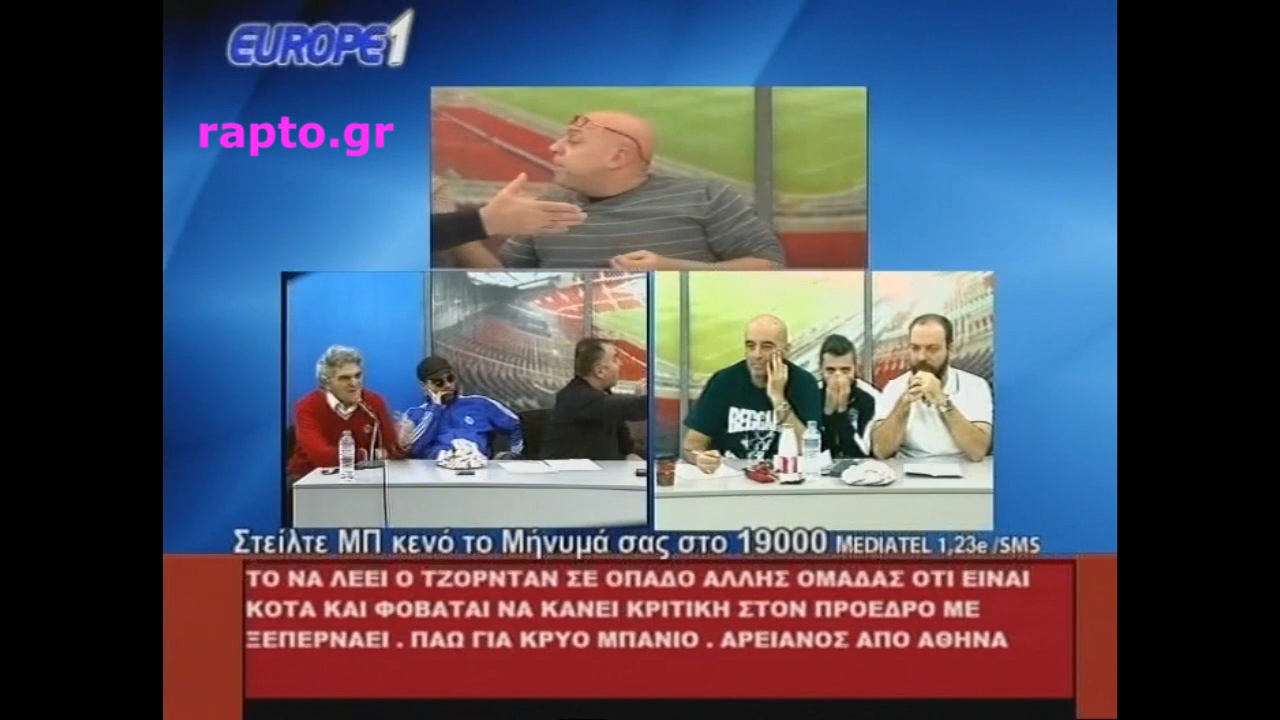 EUROPE1
rapto.gr
REGGAE
Στείλτε ΜΠ κενό το Μήνυμά σας στο 19000 MEDIATEL 1,23e /SMS
ΤΟ ΝΑ ΛΕΕΙ Ο ΤΖΟΡΝΤΑΝ ΣΕ ΟΠΑΔΟ ΑΛΛΗΣ ΟΜΑΔΑΣ ΟΤΙ ΕΙΝΑΙ
ΚΟΤΑ ΚΑΙ ΦΟΒΑΤΑΙ ΝΑ ΚΑΝΕΙ ΚΡΙΤΙΚΗ ΣΤΟΝ ΠΡΟΕΔΡΟ ΜΕ
ΞΕΠΕΡΝΑΕΙ . ΠΑΩ ΓΙΑ ΚΡΥΟ ΜΠΑΝΙΟ . ΑΡΕΙΑΝΟΣ ΑΠΟ ΑΘΗΝΑ